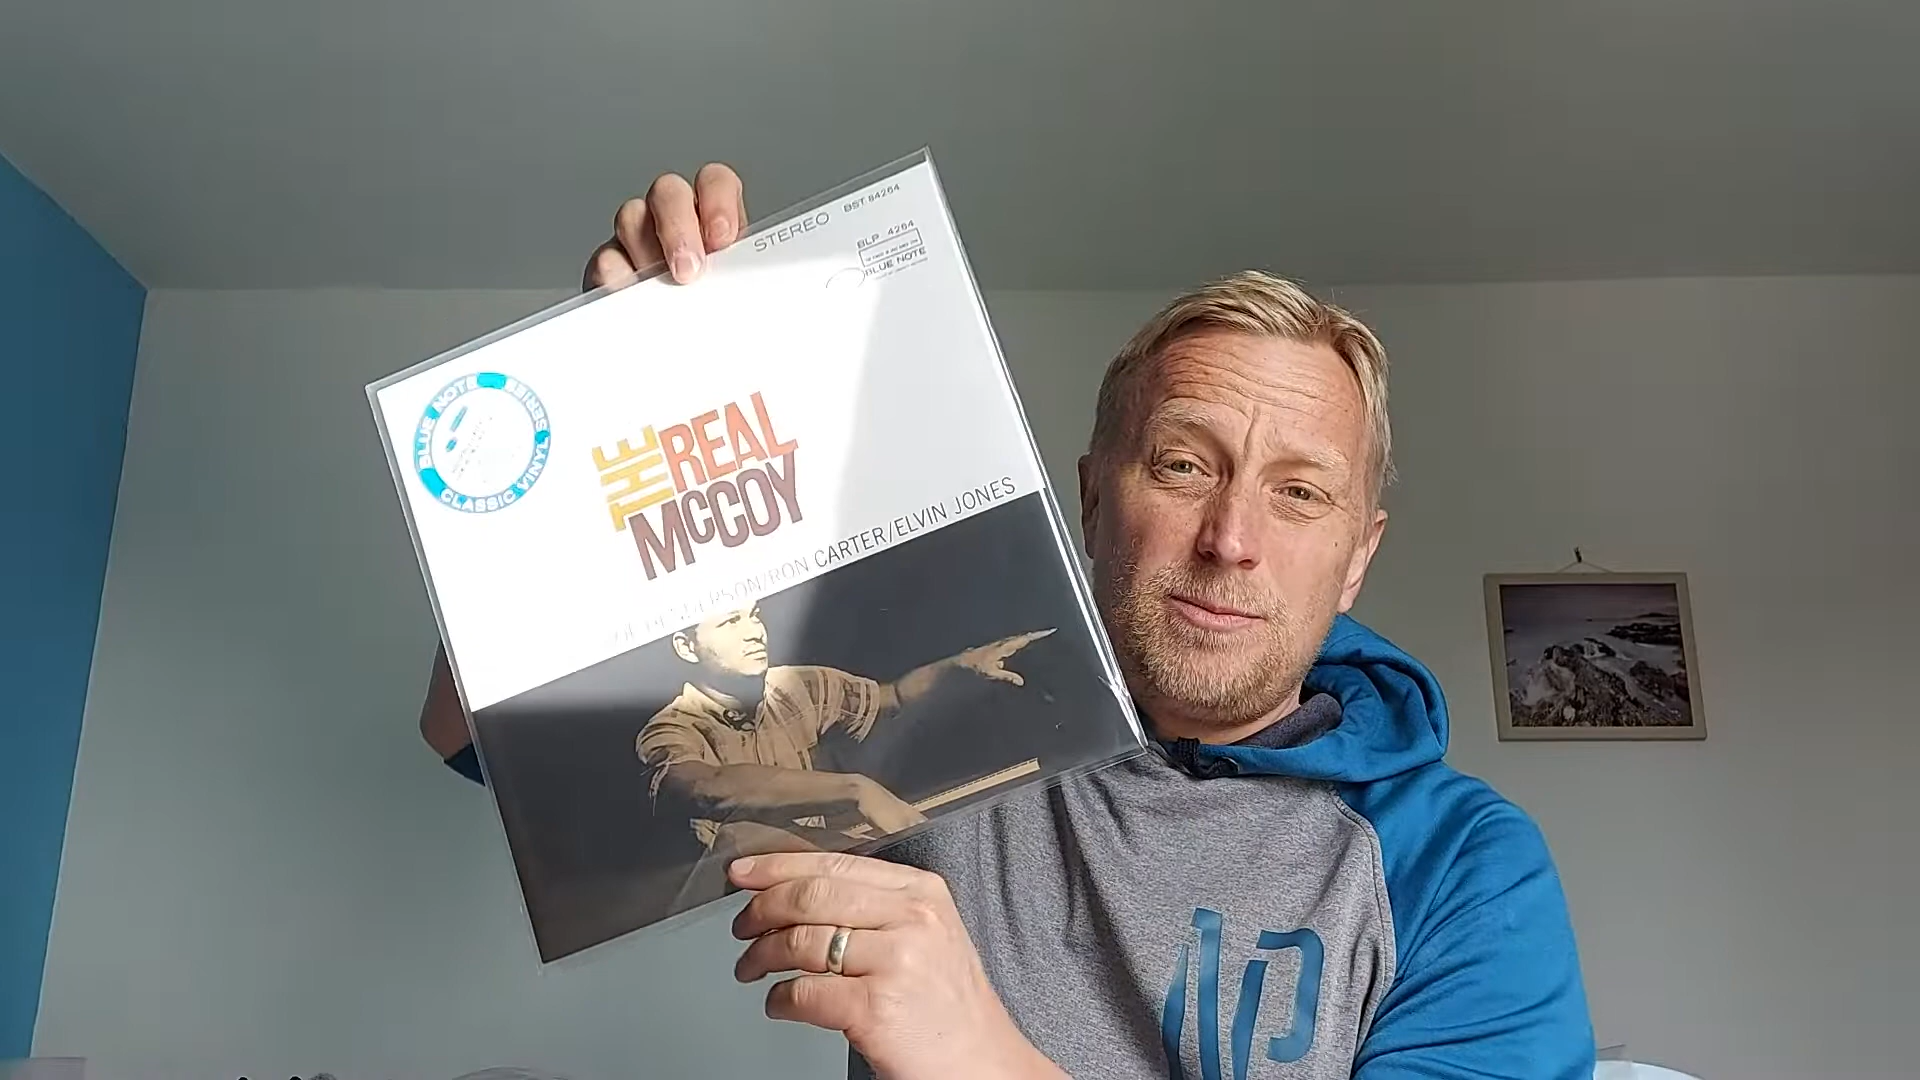 STEREO BST 84264
BLP 4264
BLUE NOTE
BLUE NOTE SERIES
CLASSIC VINYL
THE
REAL
McCOY
HENDERSON/RON CARTER/ELVIN JONES